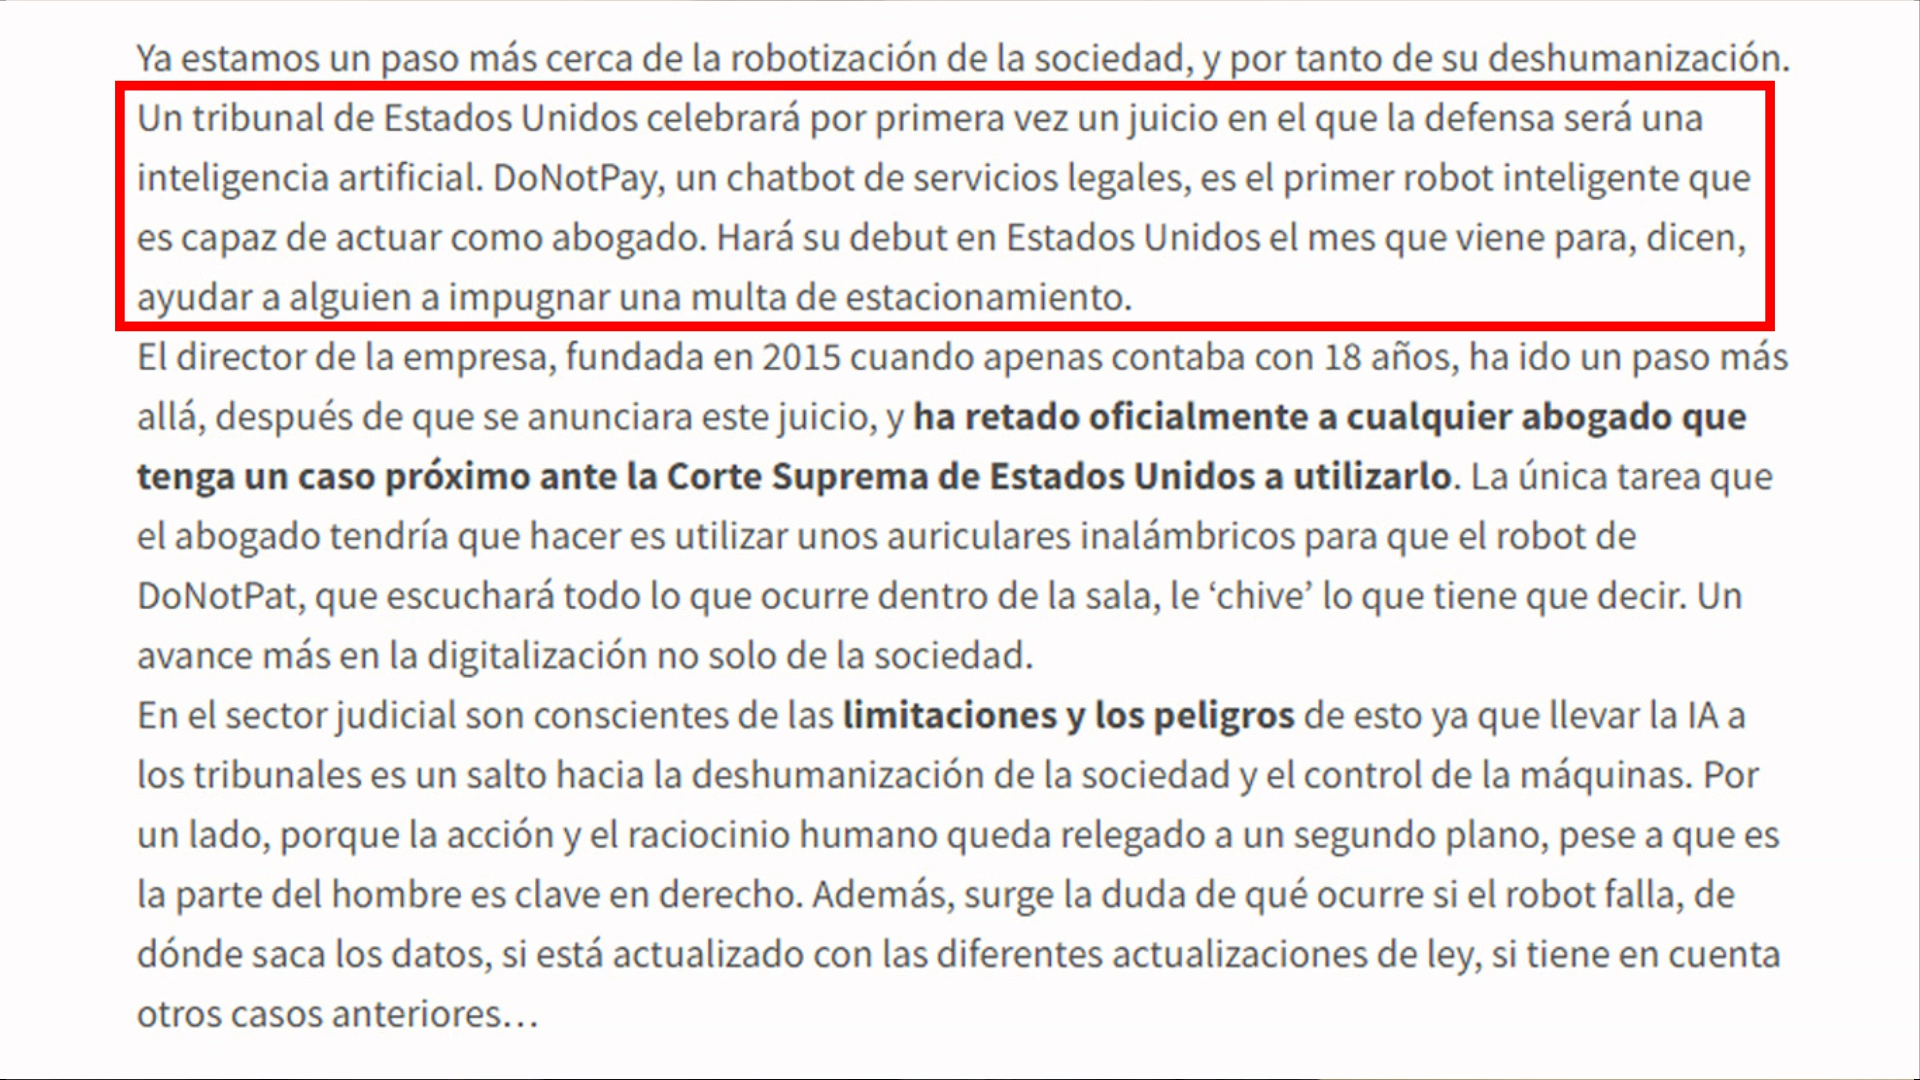 Ya estamos un paso más cerca de la robotización de la sociedad, y por tanto de su deshumanización.
Un tribunal de Estados Unidos celebrará por primera vez un juicio en el que la defensa será una
inteligencia artificial. DoNotPay, un chatbot de servicios legales, es el primer robot inteligente que
es capaz de actuar como abogado. Hará su debut en Estados Unidos el mes que viene para, dicen,
ayudar a alguien a impugnar una multa de estacionamiento.
El director de la empresa, fundada en 2015 cuando apenas contaba con 18 años, ha ido un paso más
allá, después de que se anunciara este juicio, y ha retado oficialmente a cualquier abogado que
tenga un caso próximo ante la Corte Suprema de Estados Unidos a utilizarlo. La única tarea que
el abogado tendría que hacer es utilizar unos auriculares inalámbricos para que el robot de
DoNotPat, que escuchará todo lo que ocurre dentro de la sala, le ‘chive’ lo que tiene que decir. Un
avance más en la digitalización no solo de la sociedad.
En el sector judicial son conscientes de las limitaciones y los peligros de esto ya que llevar la IA a
los tribunales es un salto hacia la deshumanización de la sociedad y el control de la máquinas. Por
un lado, porque la acción y el raciocinio humano queda relegado a un segundo plano, pese a que es
la parte del hombre es clave en derecho. Además, surge la duda de qué ocurre si el robot falla, de
dónde saca los datos, si está actualizado con las diferentes actualizaciones de ley, si tiene en cuenta
otros casos anteriores…